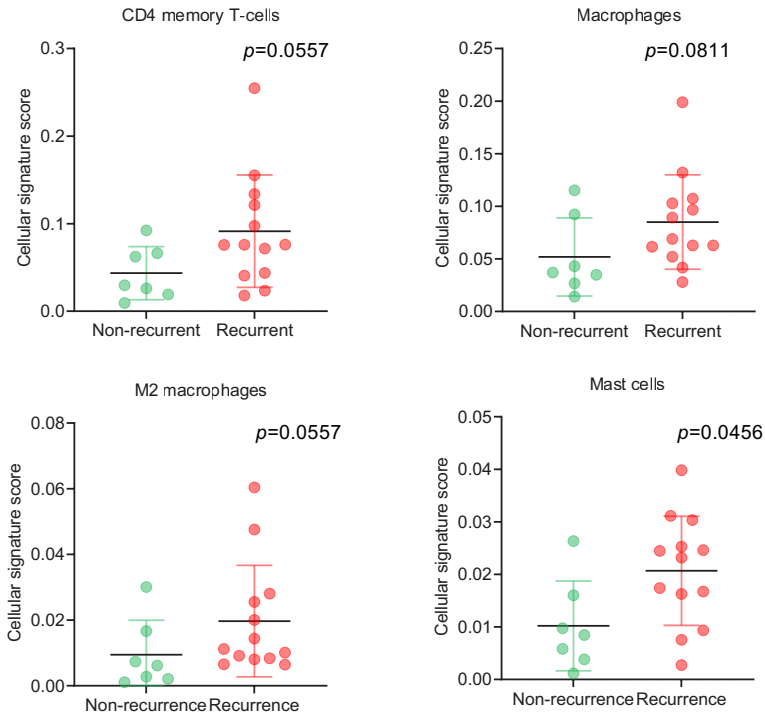 CD4 memory T-cells
p=0.0557
Cellular signature score
0.3
0.2
0.1
0.0
Non-recurrent Recurrent
Macrophages
p=0.0811
Cellular signature score
0.25
0.20
0.15
0.10
0.05
0.00
Non-recurrent Recurrent
M2 macrophages
p=0.0557
Cellular signature score
0.08
0.06
0.04
0.02
0.00
Non-recurrence Recurrence
Mast cells
p=0.0456
Cellular signature score
0.05
0.04
0.03
0.02
0.01
0.00
Non-recurrence Recurrence